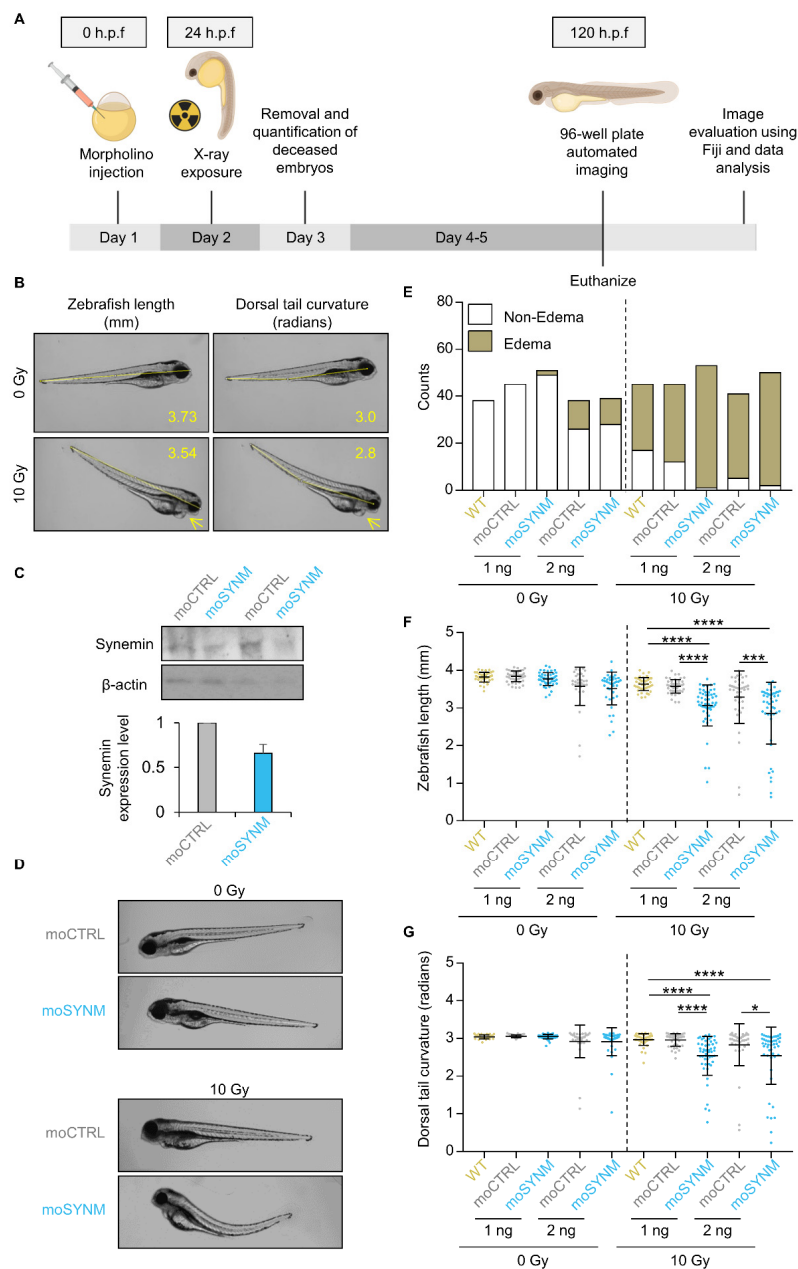 A
0 h.p.f
24 h.p.f
120 h.p.f
Morpholino
injection
X-ray
exposure
Removal and
quantification of
deceased
embryos
96-well plate
automated
imaging
Image
evaluation using
Fiji and data
analysis
Day 1
Day 2
Day 3
Day 4-5
Euthanize
B
Zebrafish length
(mm)
Dorsal tail curvature
(radians)
0 Gy
3.73
3.0
10 Gy
3.54
2.8
C
moCTRL
moSYNM
moCTRL
moSYNM
Synemin
β-actin
Synemin
expression level
1
0.5
0
moCTRL
moSYNM
D
0 Gy
moCTRL
moSYNM
10 Gy
moCTRL
moSYNM
E
Counts
80
60
40
20
0
Non-Edema
Edema
WT
moCTRL
moSYNM
moCTRL
moSYNM
WT
moCTRL
moSYNM
moCTRL
moSYNM
1 ng
2 ng
1 ng
2 ng
0 Gy
10 Gy
F
Zebrafish length (mm)
5
4
3
2
1
0
****
****
****
***
WT
moCTRL
moSYNM
moCTRL
moSYNM
WT
moCTRL
moSYNM
moCTRL
moSYNM
1 ng
2 ng
1 ng
2 ng
0 Gy
10 Gy
G
Dorsal tail curvature (radians)
5
4
3
2
1
0
****
****
****
*
WT
moCTRL
moSYNM
moCTRL
moSYNM
WT
moCTRL
moSYNM
moCTRL
moSYNM
1 ng
2 ng
1 ng
2 ng
0 Gy
10 Gy